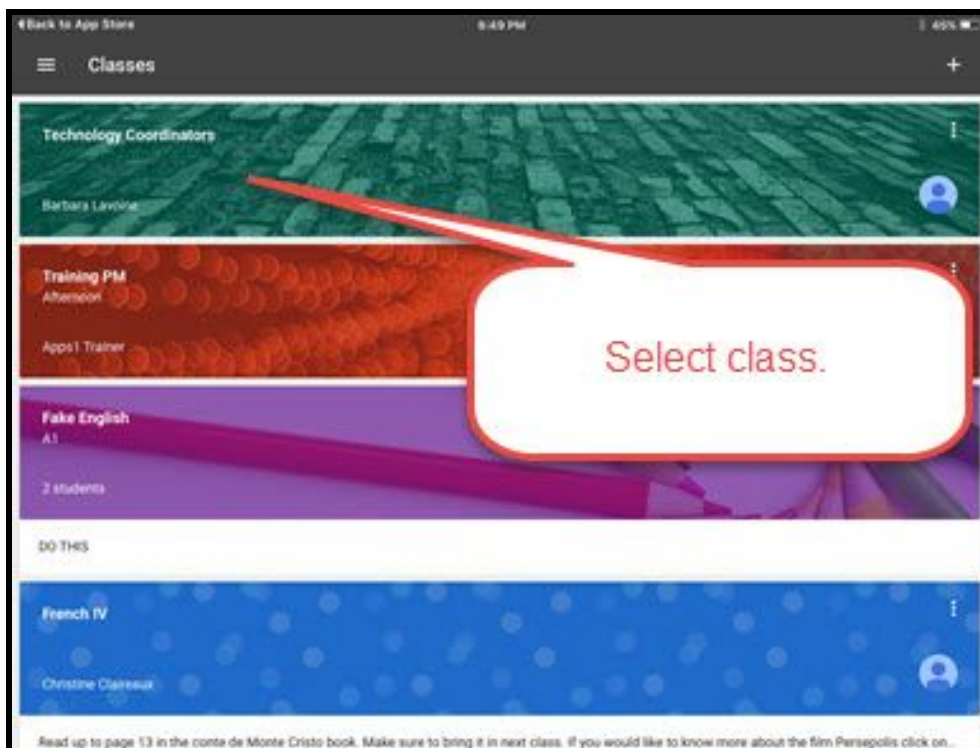 Back to App Store
6:49 PM
45%
Classes
Technology Coordinators
Barbara Lavoine
Training PM
Afternoon
Apps1 Trainer
Select class.
Fake English
A1
2 students
DO THIS
French IV
Christine
Read up to page 13 in the conte de Monte Cristo book. Make sure to bring it in next class. If you would like to know more about the film Persepolis click on...